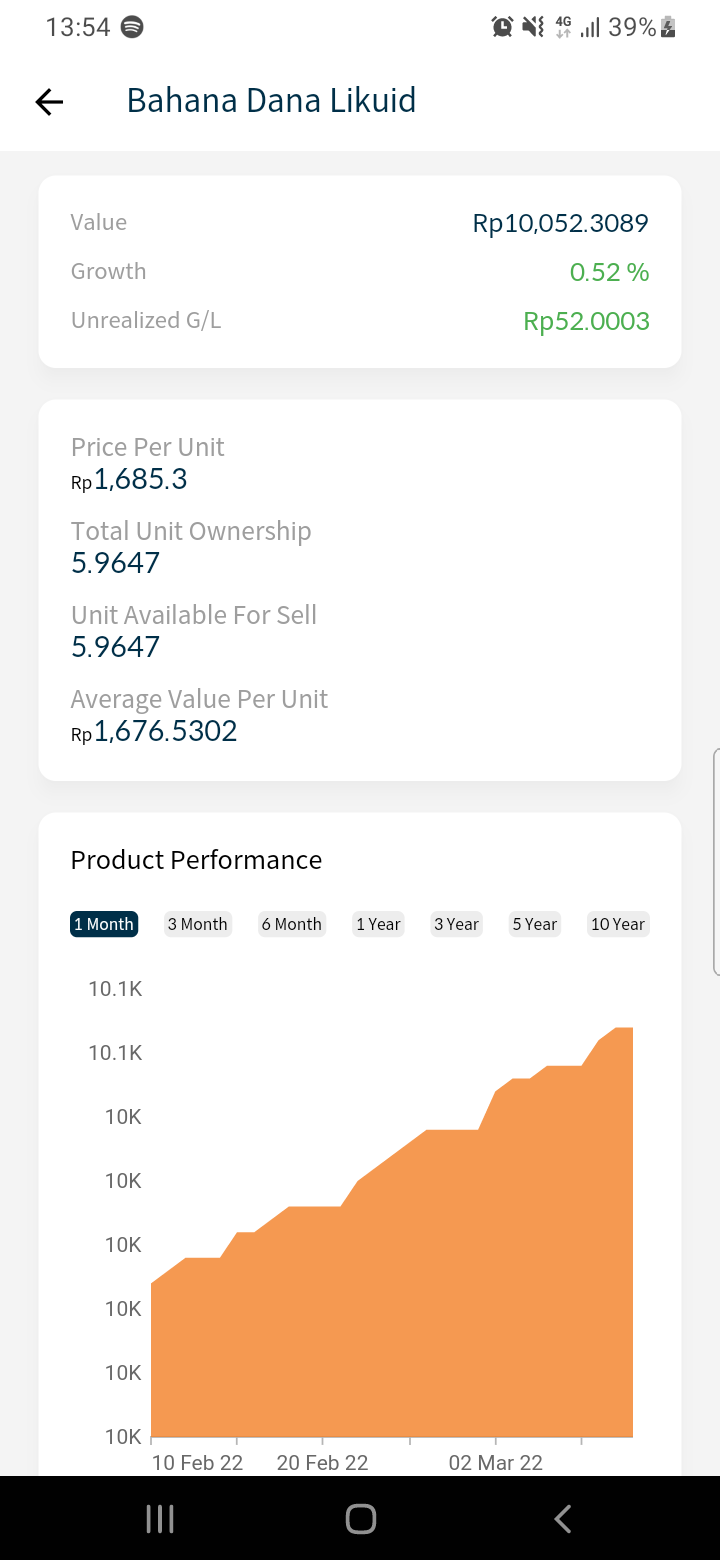 13:54 4G 39%
Bahana Dana Likuid
Value Rp10,052.3089
Growth 0.52 %
Unrealized G/L Rp52.0003
Price Per Unit
Rp1,685.3
Total Unit Ownership
5.9647
Unit Available For Sell
5.9647
Average Value Per Unit
Rp1,676.5302
Product Performance
1 Month 3 Month 6 Month 1 Year 3 Year 5 Year 10 Year
10.1K
10.1K
10K
10K
10K
10K
10K
10K
10 Feb 22 20 Feb 22 02 Mar 22